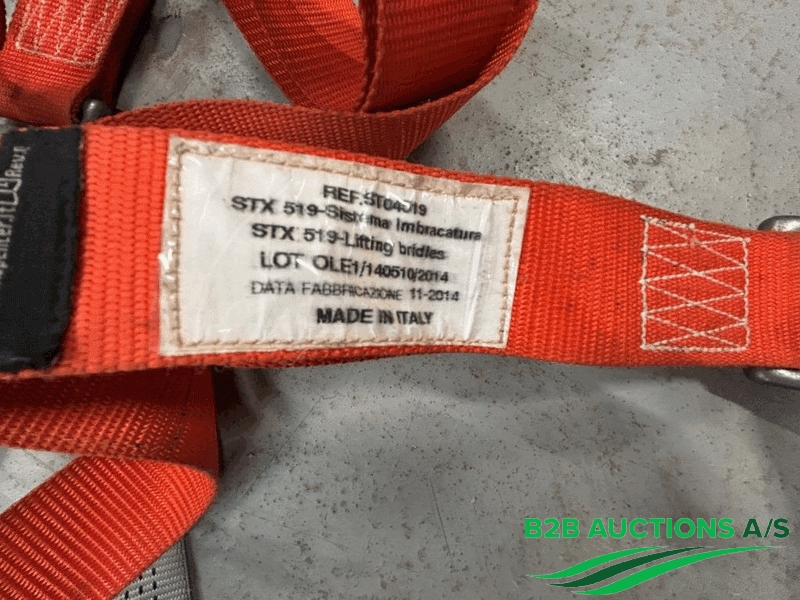 REF.ST04519
STX 519-Sistema Imbracatura
STX 519-Lifting bridles
LOT OLE1/140510/2014
DATA FABBRICAZIONE 11-2014
MADE IN ITALY
B2B AUCTIONS A/S